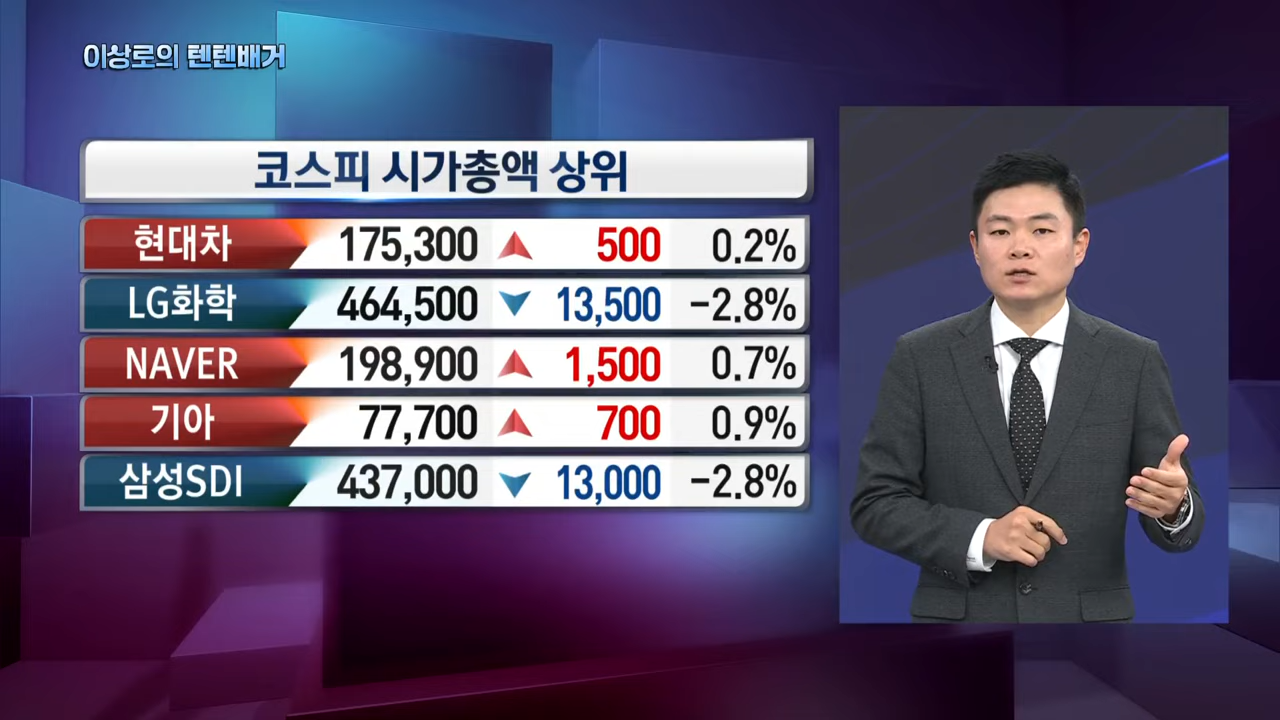 이상로의 텐텐배거
코스피 시가총액 상위
현대차 175,300 ▲ 500 0.2%
LG화학 464,500 ▼ 13,500 -2.8%
NAVER 198,900 ▲ 1,500 0.7%
기아 77,700 ▲ 700 0.9%
삼성SDI 437,000 ▼ 13,000 -2.8%